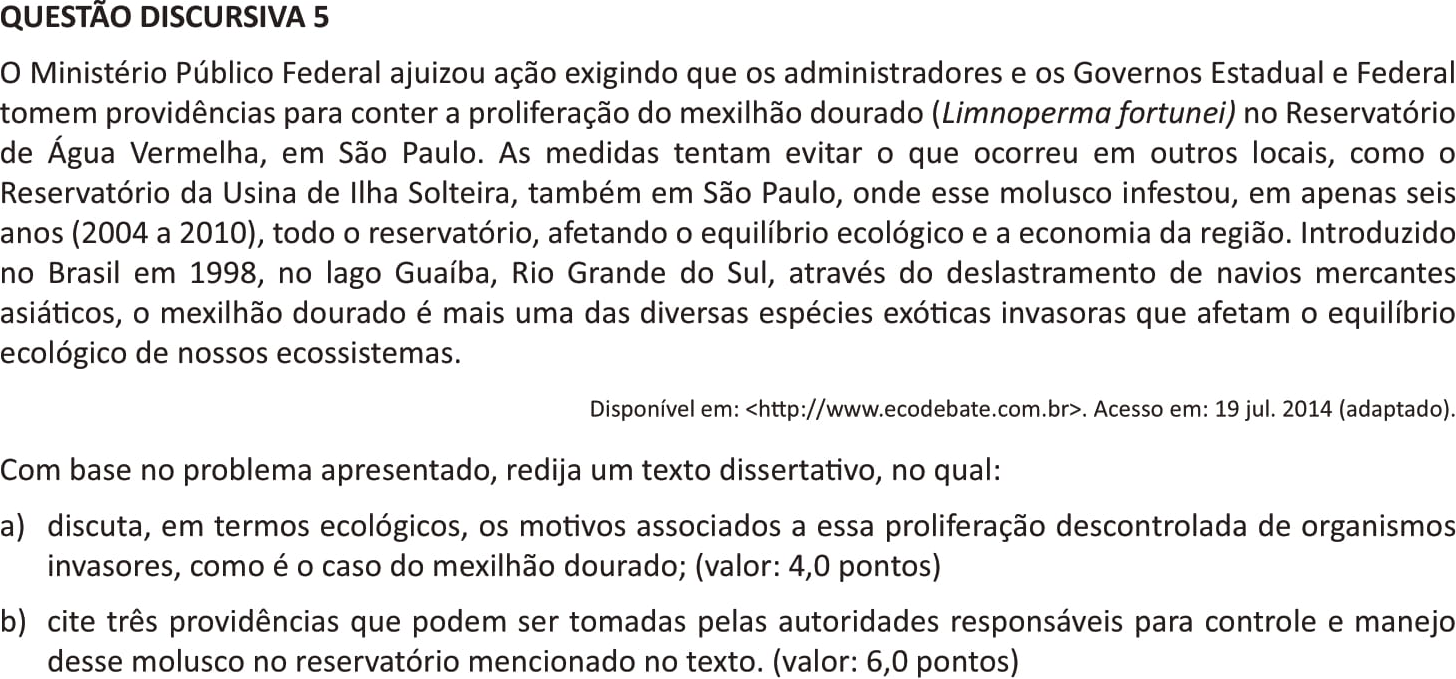 QUESTÃO DISCURSIVA 5
O Ministério Público Federal ajuizou ação exigindo que os administradores e os Governos Estadual e Federal
tomem providências para conter a proliferação do mexilhão dourado (Limnoperma fortunei) no Reservatório
de Água Vermelha, em São Paulo. As medidas tentam evitar o que ocorreu em outros locais, como o
Reservatório da Usina de Ilha Solteira, também em São Paulo, onde esse molusco infestou, em apenas seis
anos (2004 a 2010), todo o reservatório, afetando o equilíbrio ecológico e a economia da região. Introduzido
no Brasil em 1998, no lago Guaíba, Rio Grande do Sul, através do deslastramento de navios mercantes
asiáticos, o mexilhão dourado é mais uma das diversas espécies exóticas invasoras que afetam o equilíbrio
ecológico de nossos ecossistemas.
Disponível em: <http://www.ecodebate.com.br>. Acesso em: 19 jul. 2014 (adaptado).
Com base no problema apresentado, redija um texto dissertativo, no qual:
a) discuta, em termos ecológicos, os motivos associados a essa proliferação descontrolada de organismos
invasores, como é o caso do mexilhão dourado; (valor: 4,0 pontos)
b) cite três providências que podem ser tomadas pelas autoridades responsáveis para controle e manejo
desse molusco no reservatório mencionado no texto. (valor: 6,0 pontos)